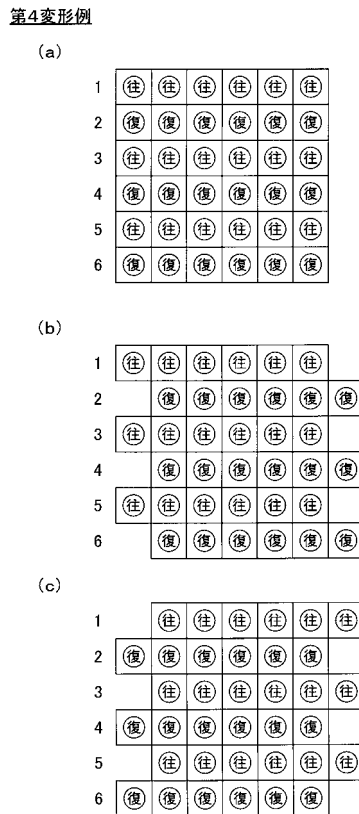 第4変形例
(a)
1 往 往 往 往 往 往
2 復 復 復 復 復 復
3 往 往 往 往 往 往
4 復 復 復 復 復 復
5 往 往 往 往 往 往
6 復 復 復 復 復 復
(b)
1 往 往 往 往 往 往
2 復 復 復 復 復 復
3 往 往 往 往 往 往
4 復 復 復 復 復 復
5 往 往 往 往 往 往
6 復 復 復 復 復 復
(c)
1 往 往 往 往 往 往
2 復 復 復 復 復 復
3 往 往 往 往 往 往
4 復 復 復 復 復 復
5 往 往 往 往 往 往
6 復 復 復 復 復 復